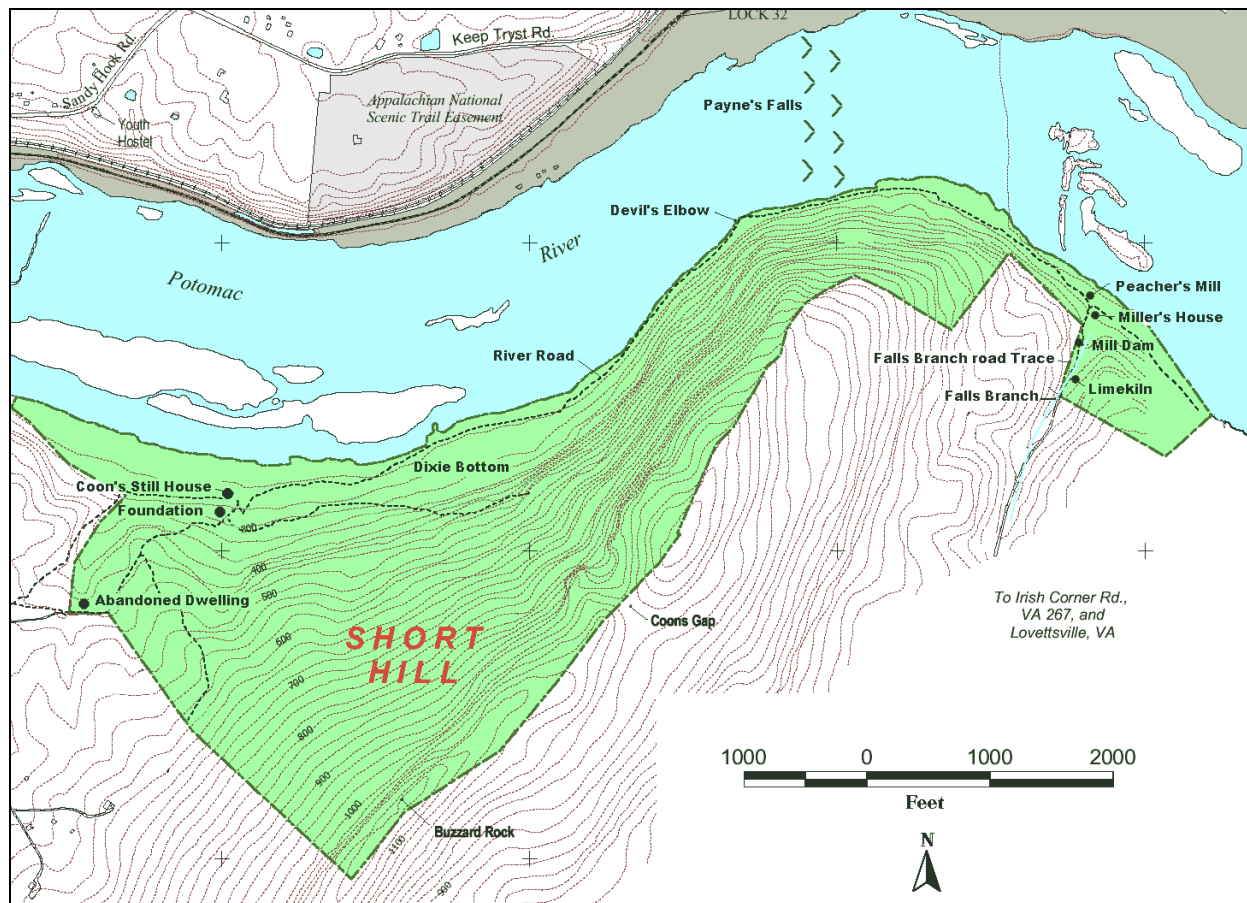 LOCK 32
Keep Tryst Rd.
Sandy Hook Rd
Appalachian National
Scenic Trail Easement
Youth
Hostel
Payne's Falls
Devil's Elbow
River
Potomac
Peacher's Mill
Miller's House
Mill Dam
River Road
Falls Branch road Trace
Limekiln
Falls Branch
Dixie Bottom
Coon's Still House
Foundation
200
400
500
600
700
800
900
1000
1100
900
Abandoned Dwelling
Coons Gap
SHORT
HILL
To Irish Corner Rd.,
VA 267, and
Lovettsville, VA
Buzzard Rock
1000 0 1000 2000
Feet
N